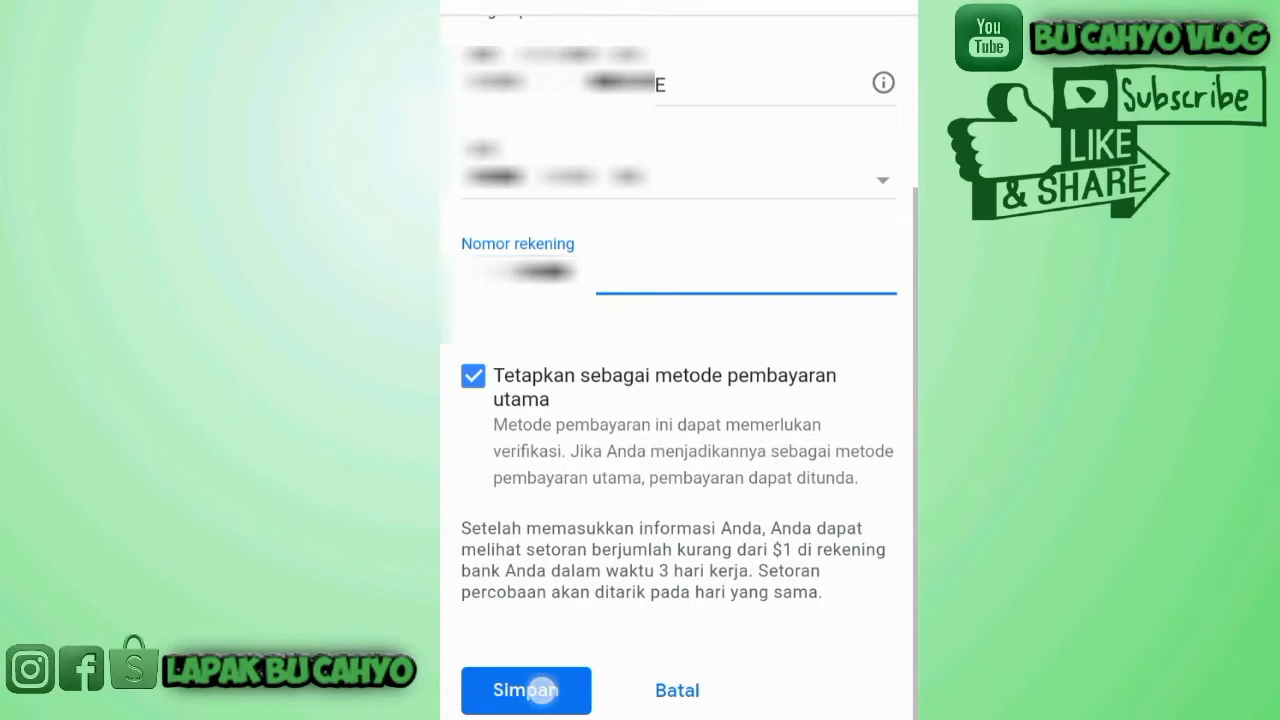 You
Tube
BU CAHYO VLOG
Subscribe
LIKE
& SHARE
E
Nomor rekening
Tetapkan sebagai metode pembayaran
utama
Metode pembayaran ini dapat memerlukan
verifikasi. Jika Anda menjadikannya sebagai metode
pembayaran utama, pembayaran dapat ditunda.
Setelah memasukkan informasi Anda, Anda dapat
melihat setoran berjumlah kurang dari $1 di rekening
bank Anda dalam waktu 3 hari kerja. Setoran
percobaan akan ditarik pada hari yang sama.
Simpan
Batal
LAPAK BU CAHYO